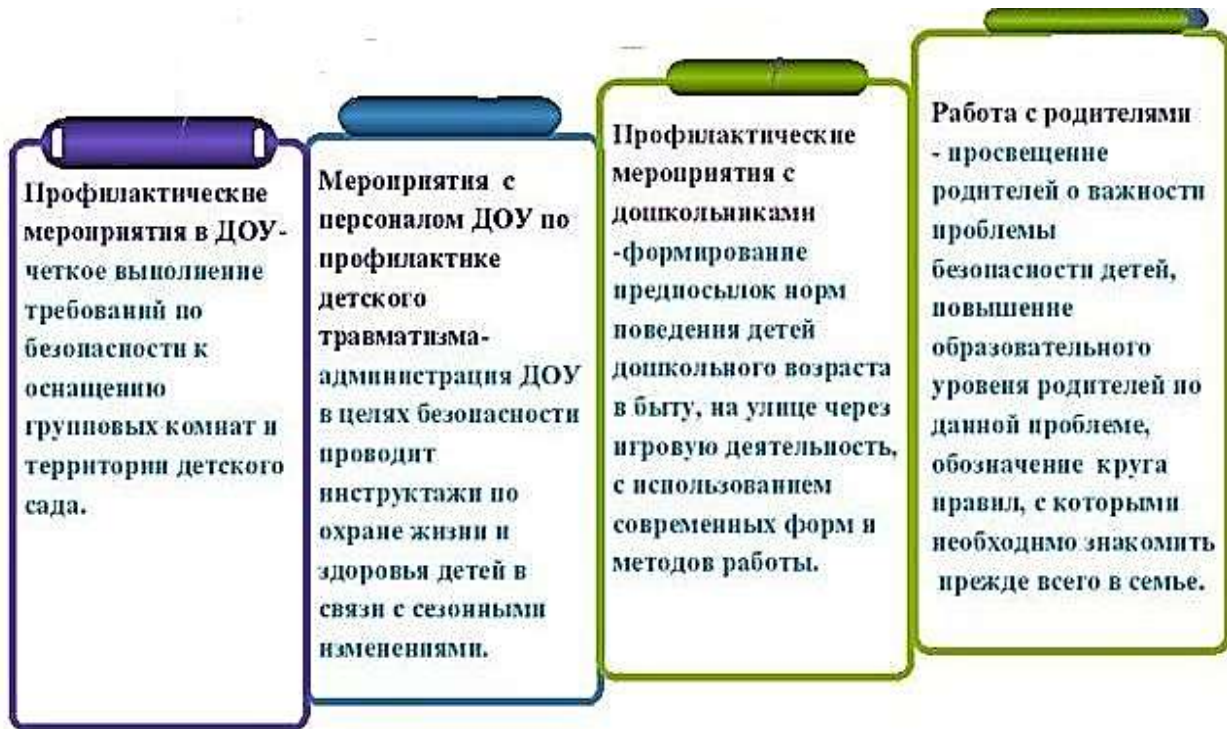 Профилактические
мероприятия в ДОУ-
четкое выполнение
требований по
безопасности к
оснащению
групповых комнат и
территории детского
сада.
Мероприятия с
персоналом ДОУ по
профилактике
детского
травматизма-
администрация ДОУ
в целях безопасности
проводит
инструктажи по
охране жизни и
здоровья детей в
связи с сезонными
изменениями.
Профилактические
мероприятия с
дошкольниками
-формирование
предпосылок норм
поведения детей
дошкольного возраста
в быту, на улице через
игровую деятельность,
с использованием
современных форм и
методов работы.
Работа с родителями
- просвещение
родителей о важности
проблемы
безопасности детей,
повышение
образовательного
уровеня родителей по
данной проблеме,
обозначение круга
правил, с которыми
необходимо знакомить
прежде всего в семье.